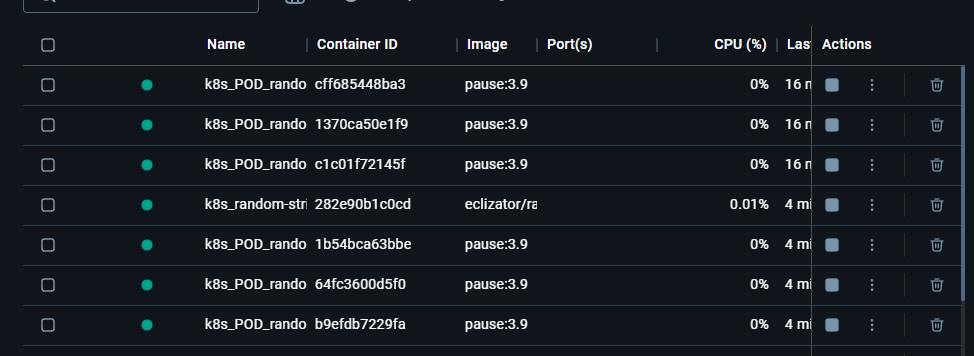 Name Container ID Image Port(s) CPU (%) Las Actions
k8s_POD_rando cff685448ba3 pause:3.9 0% 16 m
k8s_POD_rando 1370ca50e1f9 pause:3.9 0% 16 m
k8s_POD_rando c1c01f72145f pause:3.9 0% 16 m
k8s_random-stri 282e90b1c0cd eclizator/ra 0.01% 4 mi
k8s_POD_rando 1b54bca63bbe pause:3.9 0% 4 mi
k8s_POD_rando 64fc3600d5f0 pause:3.9 0% 4 mi
k8s_POD_rando b9efdb7229fa pause:3.9 0% 4 mi